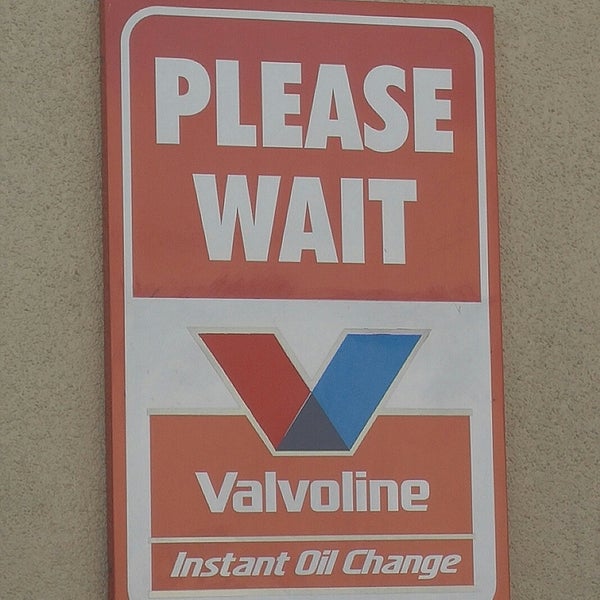 PLEASE
WAIT
Valvoline
Instant Oil Change